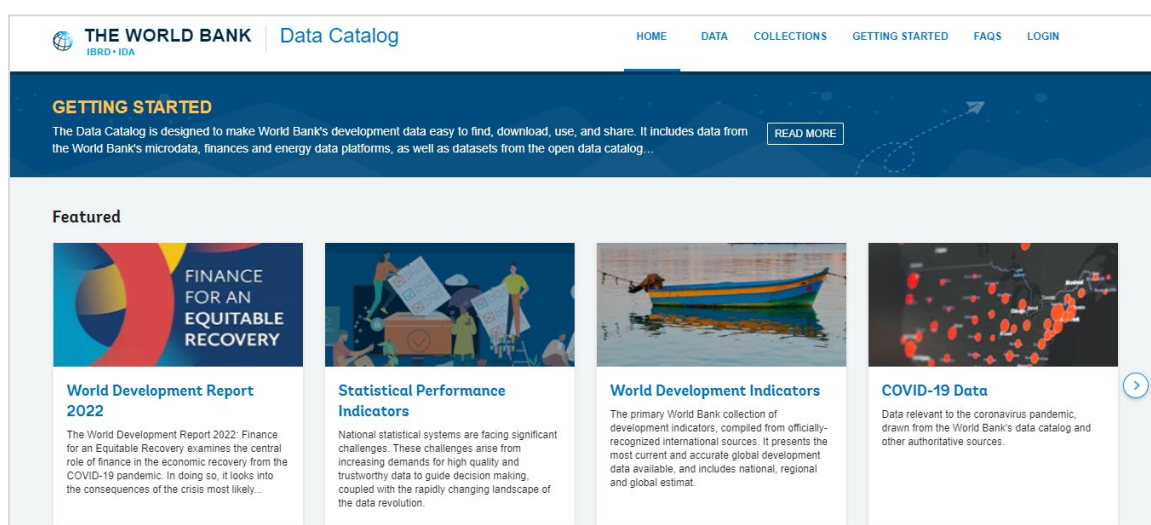 THE WORLD BANK
IBRD • IDA
Data Catalog
HOME DATA COLLECTIONS GETTING STARTED FAQS LOGIN
GETTING STARTED
The Data Catalog is designed to make World Bank's development data easy to find, download, use, and share. It includes data from
the World Bank's microdata, finances and energy data platforms, as well as datasets from the open data catalog...
READ MORE
Featured
FINANCE
FOR AN
EQUITABLE
RECOVERY
World Development Report
2022
The World Development Report 2022: Finance
for an Equitable Recovery examines the central
role of finance in the economic recovery from the
COVID-19 pandemic. In doing so, it looks into
the consequences of the crisis most likely...
Statistical Performance
Indicators
National statistical systems are facing significant
challenges. These challenges arise from
increasing demands for high quality and
trustworthy data to guide decision making,
coupled with the rapidly changing landscape of
the data revolution.
World Development Indicators
The primary World Bank collection of
development indicators, compiled from officially-
recognized international sources. It presents the
most current and accurate global development
data available, and includes national, regional
and global estimat.
COVID-19 Data
Data relevant to the coronavirus pandemic,
drawn from the World Bank's data catalog and
other authoritative sources.